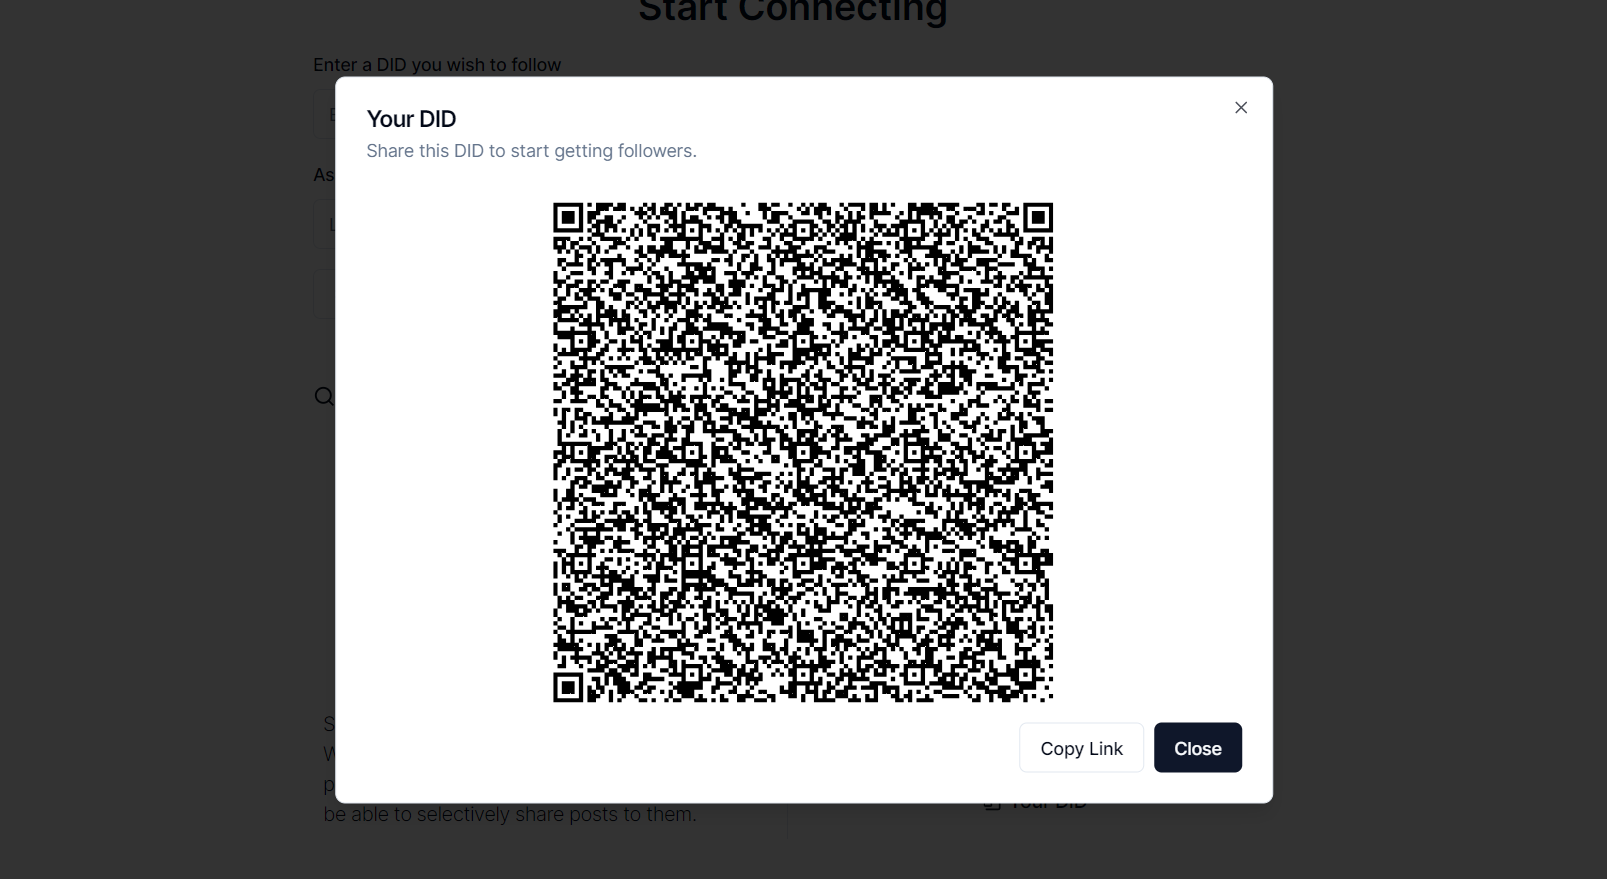 Start Connecting
Enter a DID you wish to follow
Your DID
Share this DID to start getting followers.
As
Copy Link
Close
be able to selectively share posts to them.
Your DID